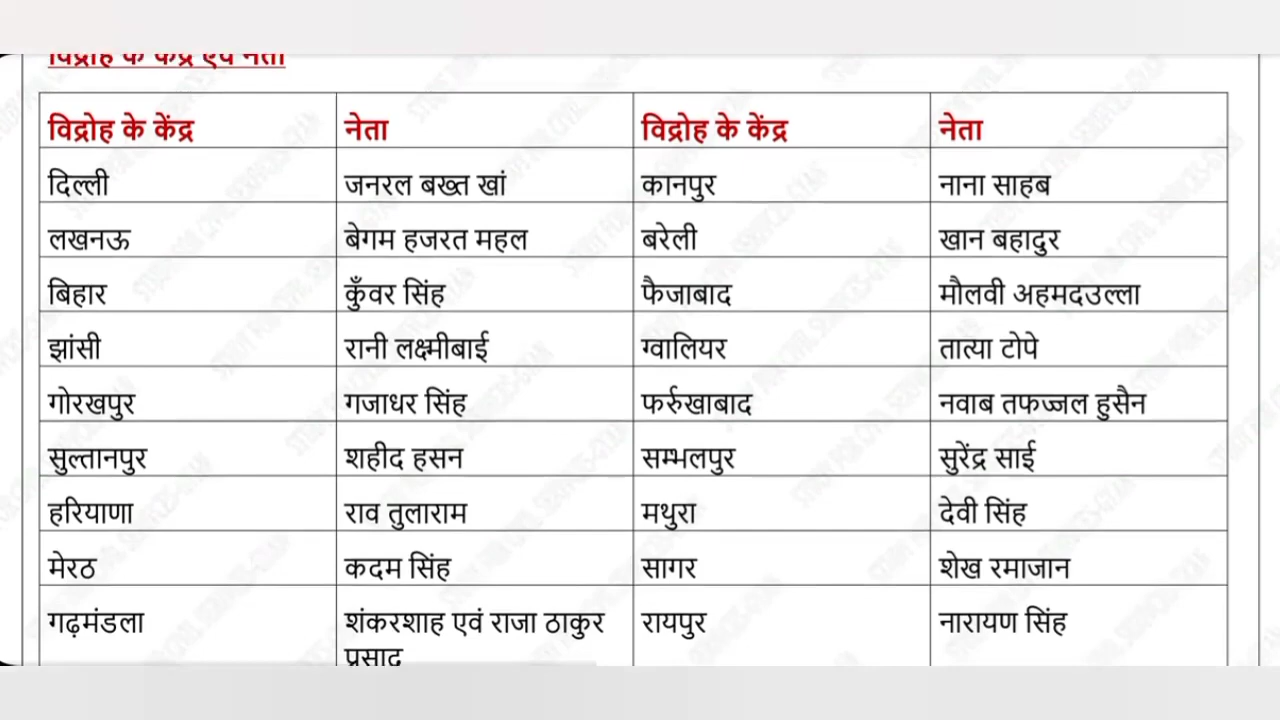 विद्रोह के केंद्र एवं नेता
विद्रोह के केंद्र नेता विद्रोह के केंद्र नेता
दिल्ली जनरल बख्त खां कानपुर नाना साहब
लखनऊ बेगम हजरत महल बरेली खान बहादुर
बिहार कुँवर सिंह फैजाबाद मौलवी अहमदउल्ला
झांसी रानी लक्ष्मीबाई ग्वालियर तात्या टोपे
गोरखपुर गजाधर सिंह फर्रुखाबाद नवाब तफज्जल हुसैन
सुल्तानपुर शहीद हसन सम्भलपुर सुरेंद्र साई
हरियाणा राव तुलाराम मथुरा देवी सिंह
मेरठ कदम सिंह सागर शेख रमाजान
गढ़मंडला शंकरशाह एवं राजा ठाकुर रायपुर नारायण सिंह
प्रसाद